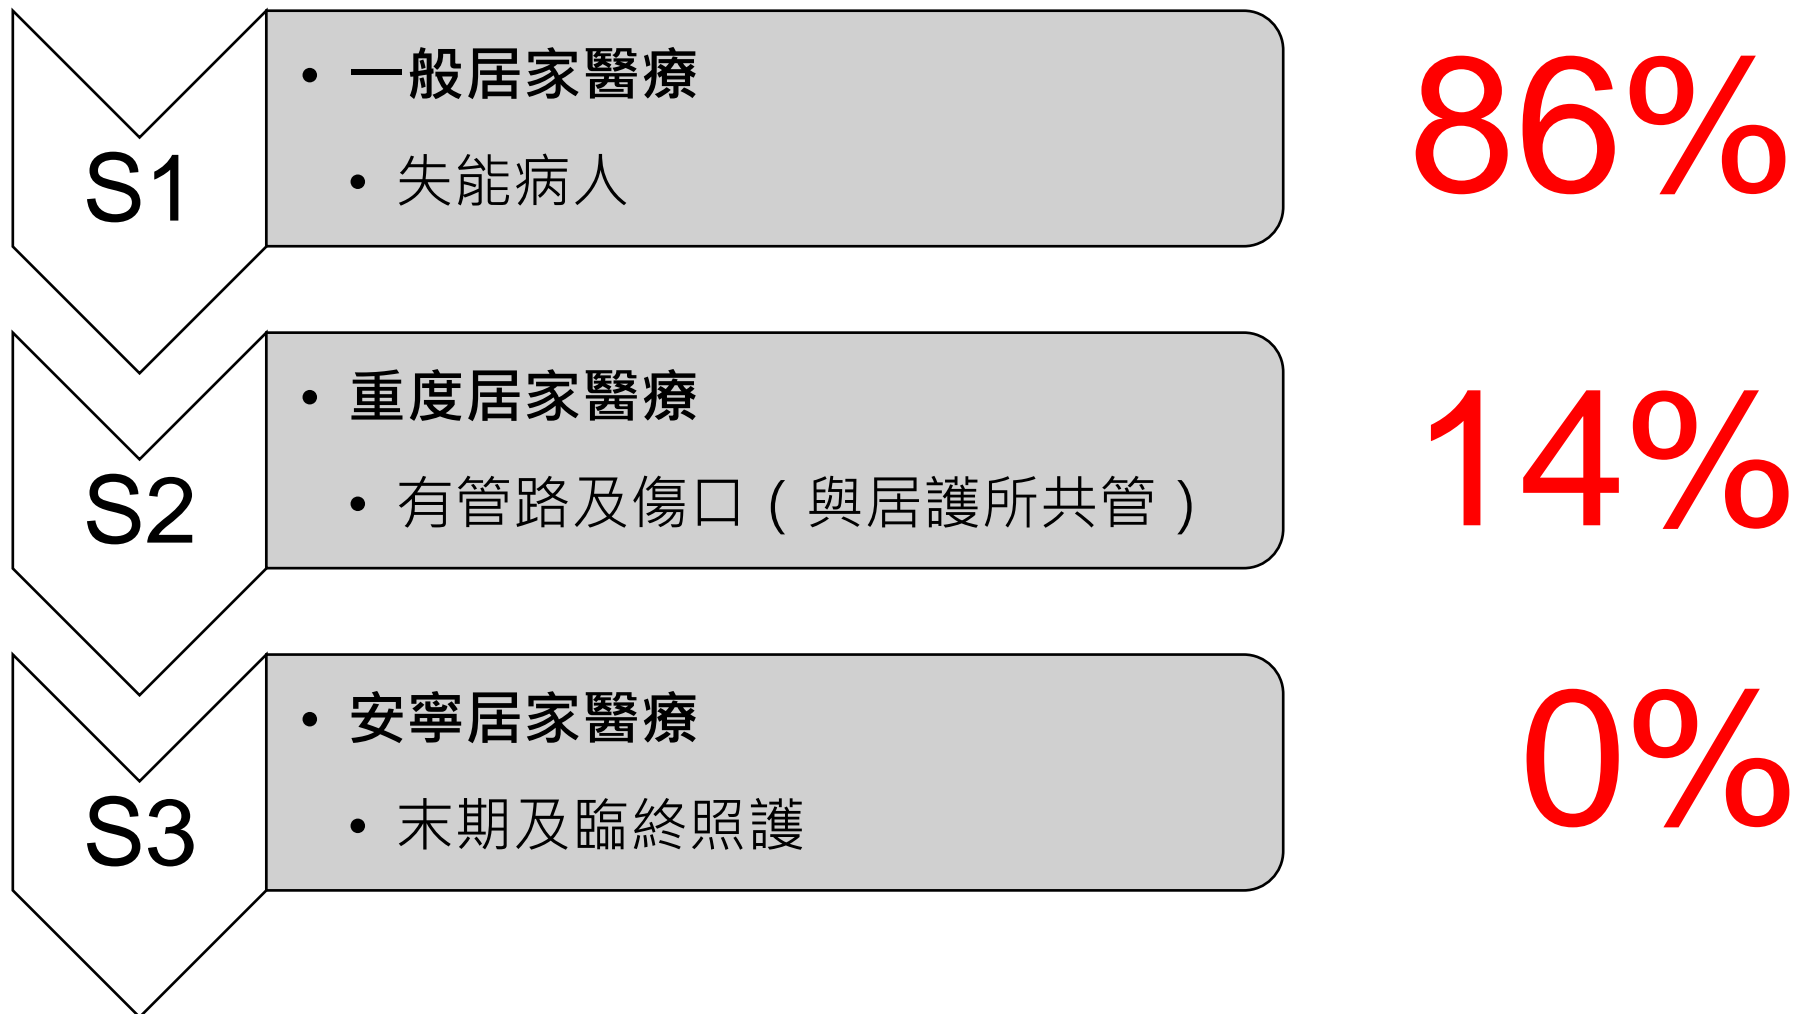 S1
• 一般居家醫療
• 失能病人
86%
S2
• 重度居家醫療
• 有管路及傷口（與居護所共管）
14%
S3
• 安寧居家醫療
• 末期及臨終照護
0%